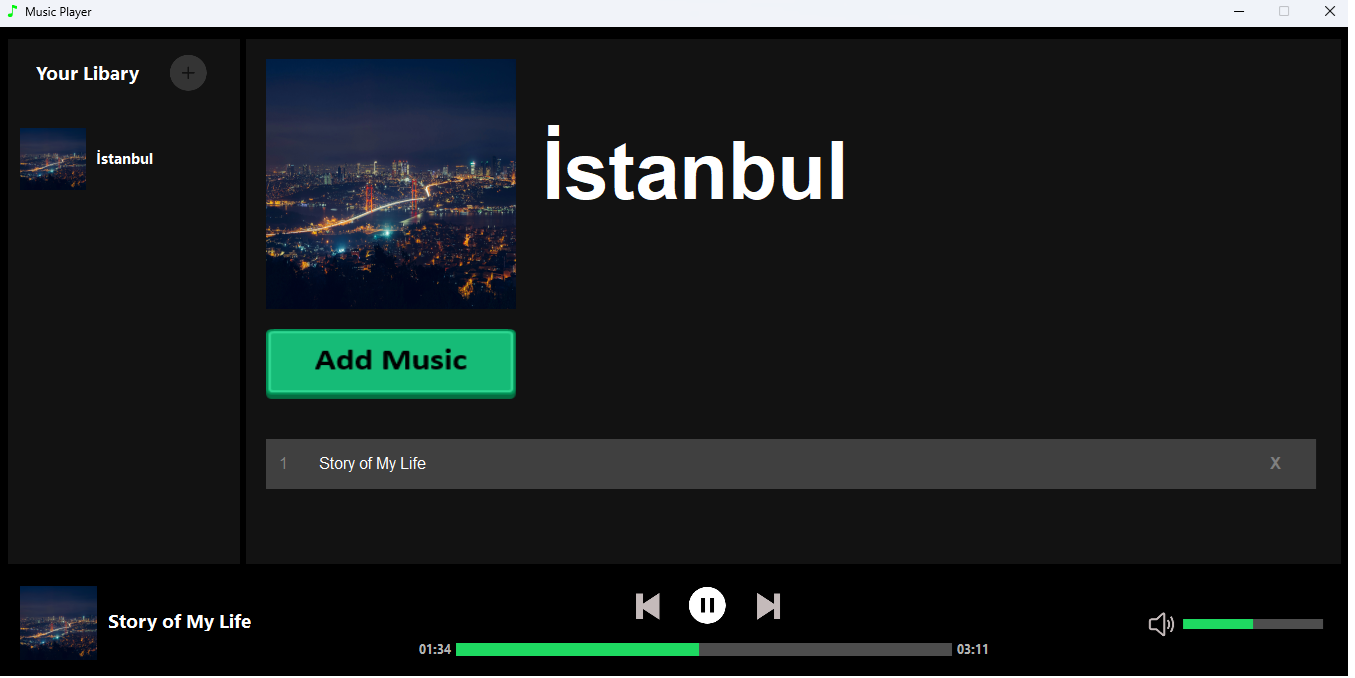 Music Player
Your Libary
İstanbul
İstanbul
Add Music
1 Story of My Life X
Story of My Life
01:34 03:11